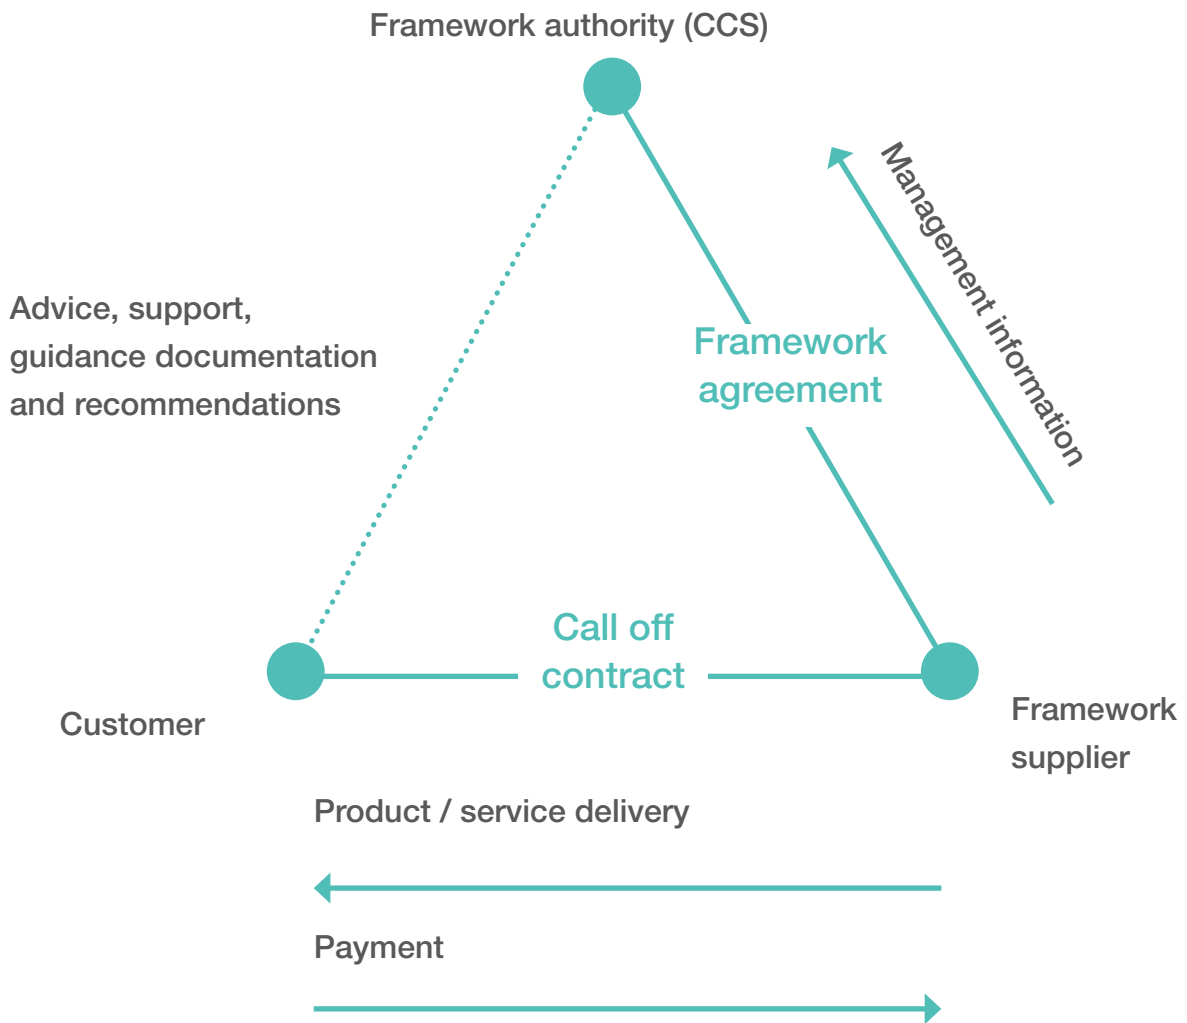 Framework authority (CCS)
Management information
Advice, support,
guidance documentation
and recommendations
Framework
agreement
Call off
contract
Customer
Framework
supplier
Product / service delivery
Payment